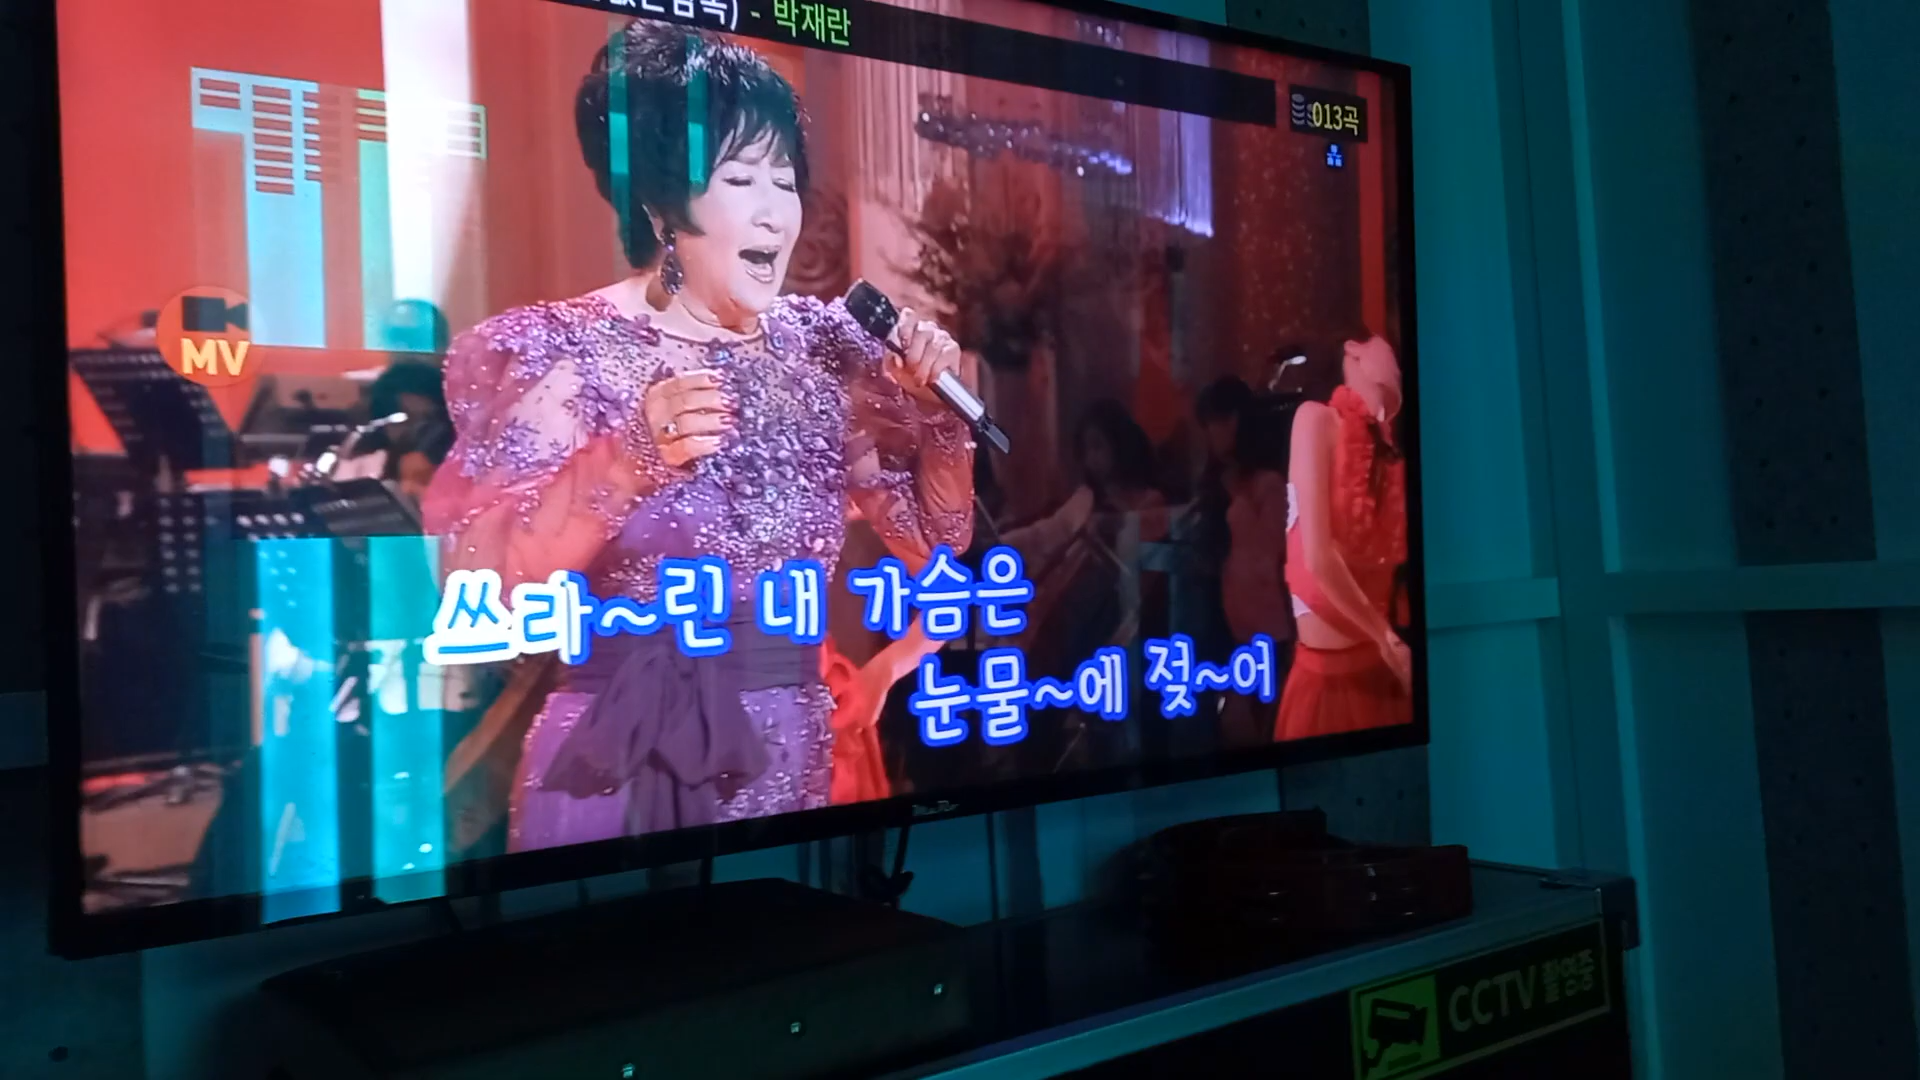 - 박재란
013곡
MV
쓰라~린 내 가슴은
눈물~에 젖~어
CCTV 촬영중